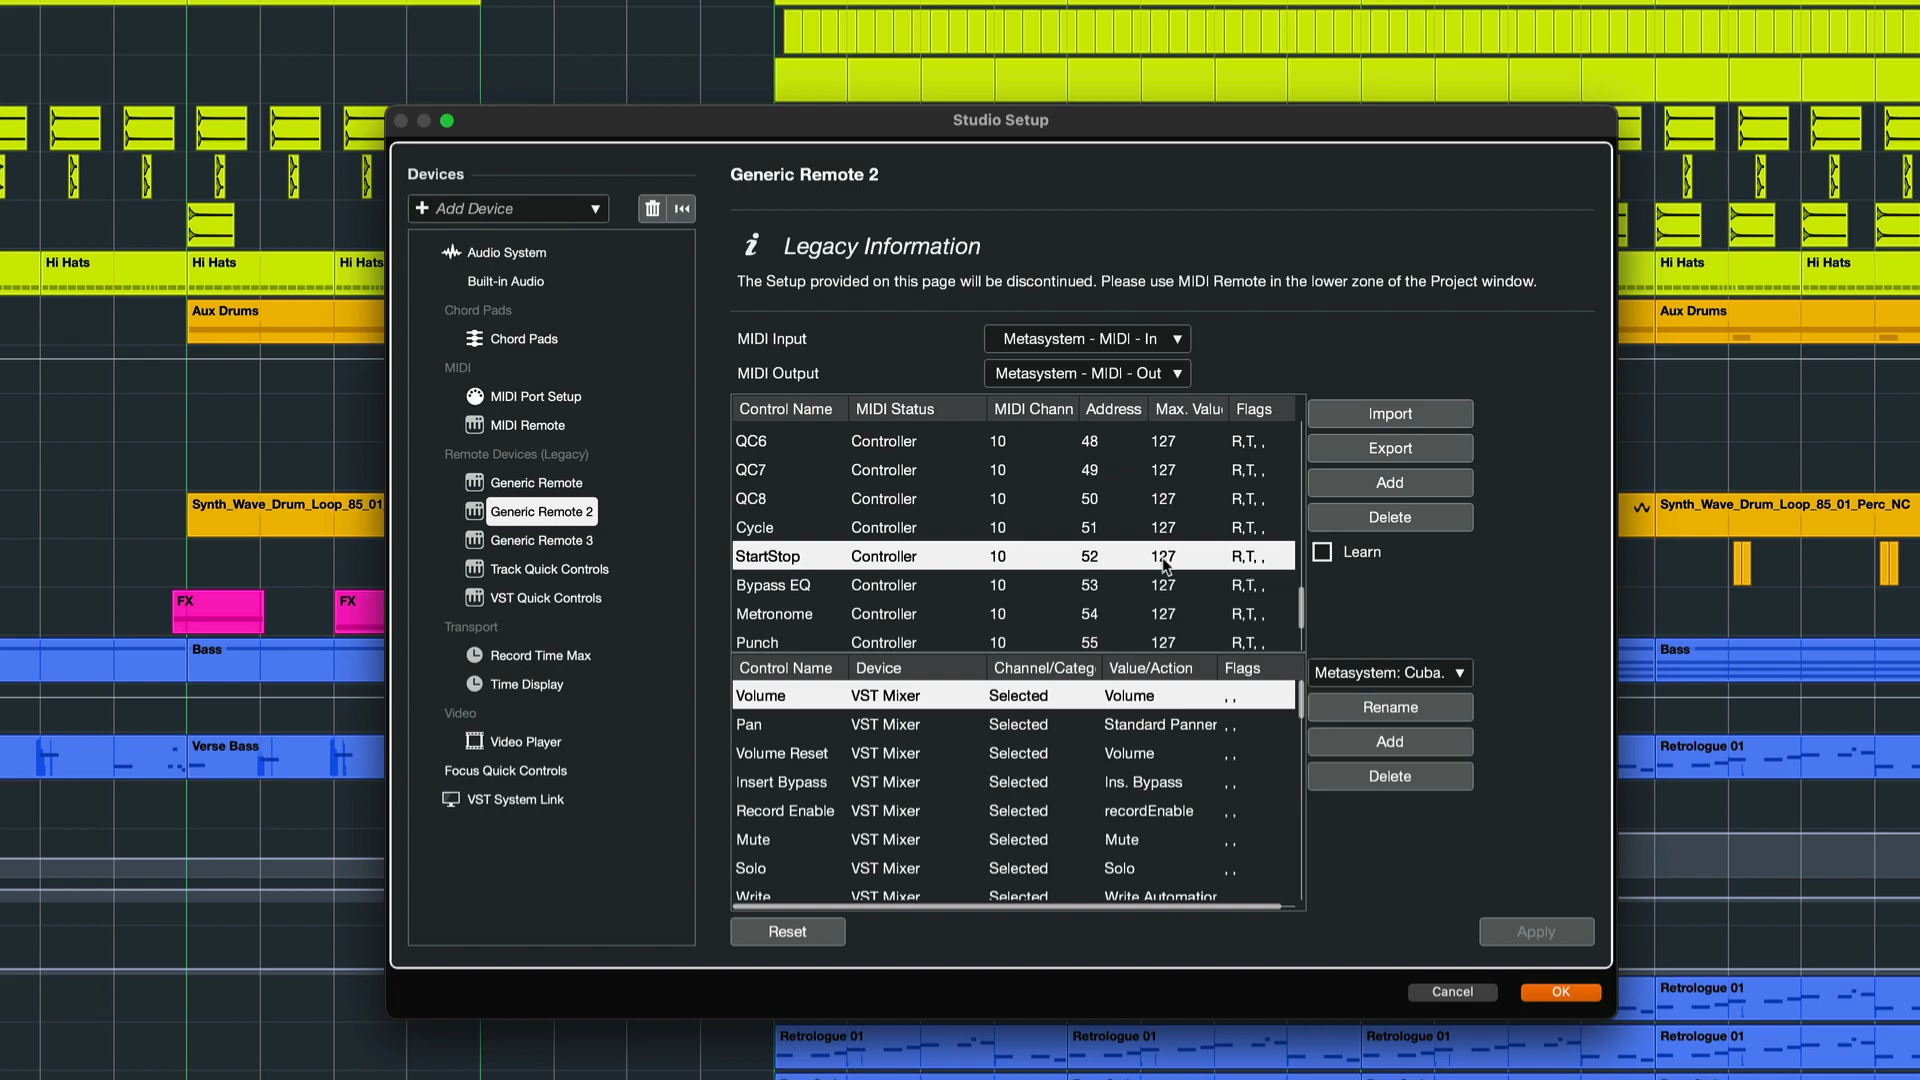 Studio Setup
Devices
Add Device
Audio System
Built-in Audio
Chord Pads
Chord Pads
MIDI
MIDI Port Setup
MIDI Remote
Remote Devices (Legacy)
Generic Remote
Generic Remote 2
Generic Remote 3
Track Quick Controls
VST Quick Controls
Transport
Record Time Max
Time Display
Video
Video Player
Focus Quick Controls
VST System Link
Generic Remote 2
i Legacy Information
The Setup provided on this page will be discontinued. Please use MIDI Remote in the lower zone of the Project window.
MIDI Input Metasystem - MIDI - In
MIDI Output Metasystem - MIDI - Out
Control Name MIDI Status MIDI Chann Address Max. Valu Flags
QC6 Controller 10 48 127 R,T, ,
QC7 Controller 10 49 127 R,T, ,
QC8 Controller 10 50 127 R,T, ,
Cycle Controller 10 51 127 R,T, ,
StartStop Controller 10 52 127 R,T, ,
Bypass EQ Controller 10 53 127 R,T, ,
Metronome Controller 10 54 127 R,T, ,
Punch Controller 10 55 127 R,T, ,
Import
Export
Add
Delete
Learn
Control Name Device Channel/Categ Value/Action Flags
Volume VST Mixer Selected Volume , ,
Pan VST Mixer Selected Standard Panner , ,
Volume Reset VST Mixer Selected Volume , ,
Insert Bypass VST Mixer Selected Ins. Bypass , ,
Record Enable VST Mixer Selected recordEnable , ,
Mute VST Mixer Selected Mute , ,
Solo VST Mixer Selected Solo , ,
Write VST Mixer Selected Write Automation
Metasystem: Cuba.
Rename
Add
Delete
Reset
Apply
Cancel
OK
Hi Hats
Hi Hats
Hi Hats
Aux Drums
Synth_Wave_Drum_Loop_85_01
FX
FX
Bass
Verse Bass
Hi Hats
Hi Hats
Aux Drums
Synth_Wave_Drum_Loop_85_01_Perc_NC
Bass
Retrologue 01
Retrologue 01
Retrologue 01
Retrologue 01
Retrologue 01
Retrologue 01